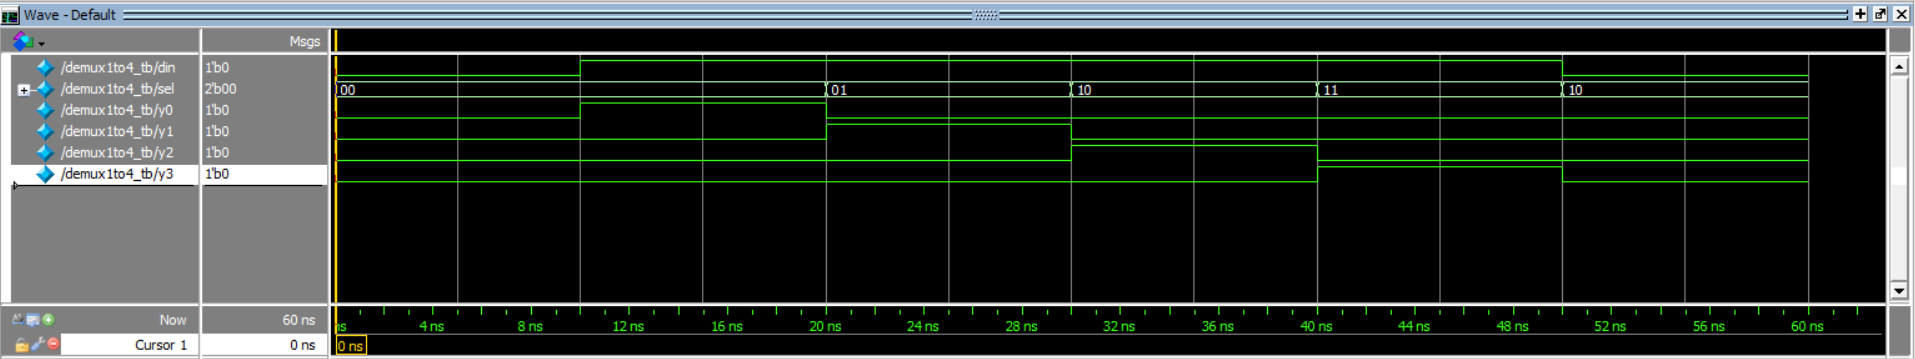 Wave - Default
Msgs
/demux1to4_tb/din 1'b0
/demux1to4_tb/sel 2'b00 00 01 10 11 10
/demux1to4_tb/y0 1'b0
/demux1to4_tb/y1 1'b0
/demux1to4_tb/y2 1'b0
/demux1to4_tb/y3 1'b0
Now 60 ns ns 4 ns 8 ns 12 ns 16 ns 20 ns 24 ns 28 ns 32 ns 36 ns 40 ns 44 ns 48 ns 52 ns 56 ns 60 ns
Cursor 1 0 ns 0 ns